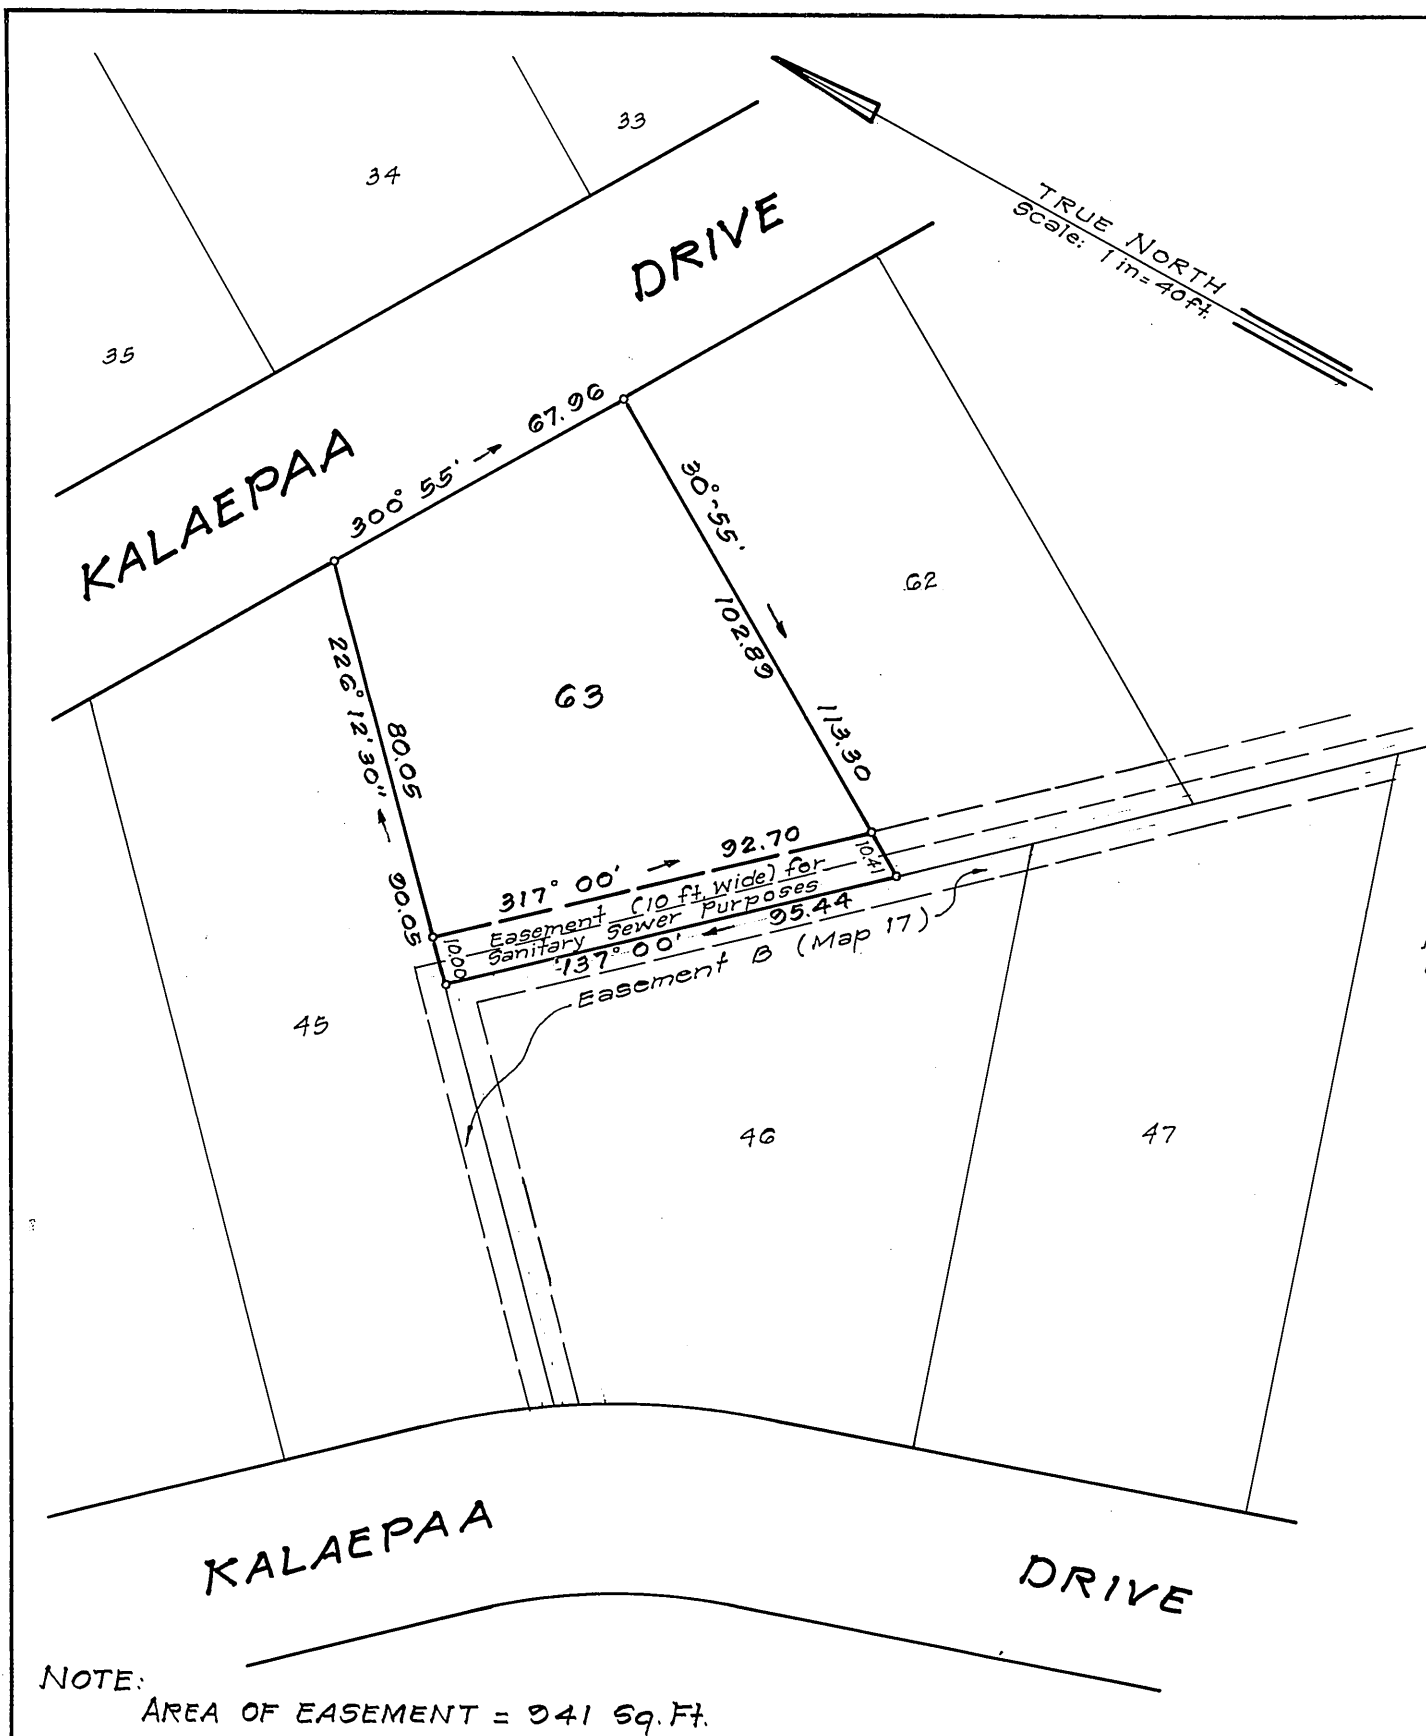 33
34
35
TRUE NORTH
Scale: 1 in=40ft.
KALAEPAA DRIVE
300° 55' 67.96
30°-55'
102.89
113.30
62
63
226° 12' 30"
80.05
90.05
317° 00' 92.70
10.41
Easement (10 ft. wide) for
Sanitary Sewer Purposes
10.00
137° 00' 95.44
Easement B (Map 17)
45
46
47
KALAEPAA DRIVE
NOTE:
AREA OF EASEMENT = 941 Sq. Ft.